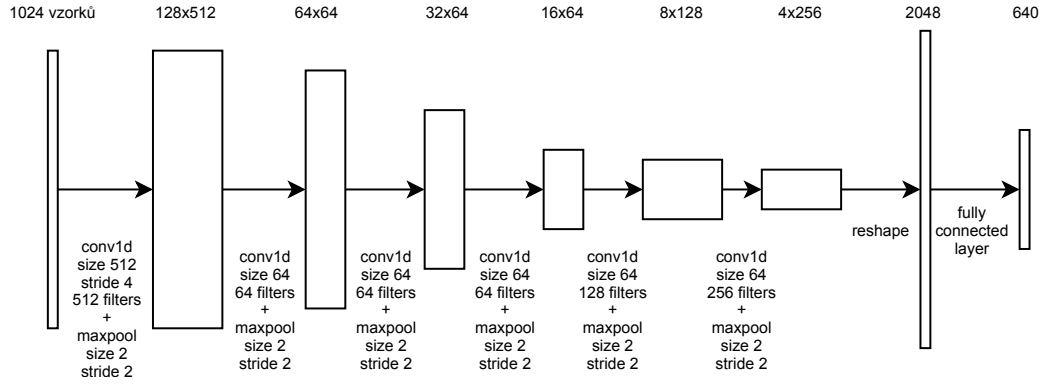 1024 vzorků
128x512
64x64
32x64
16x64
8x128
4x256
2048
640
conv1d
size 512
stride 4
512 filters
+
maxpool
size 2
stride 2
conv1d
size 64
64 filters
+
maxpool
size 2
stride 2
conv1d
size 64
64 filters
+
maxpool
size 2
stride 2
conv1d
size 64
64 filters
+
maxpool
size 2
stride 2
conv1d
size 64
128 filters
+
maxpool
size 2
stride 2
conv1d
size 64
256 filters
+
maxpool
size 2
stride 2
reshape
fully
connected
layer